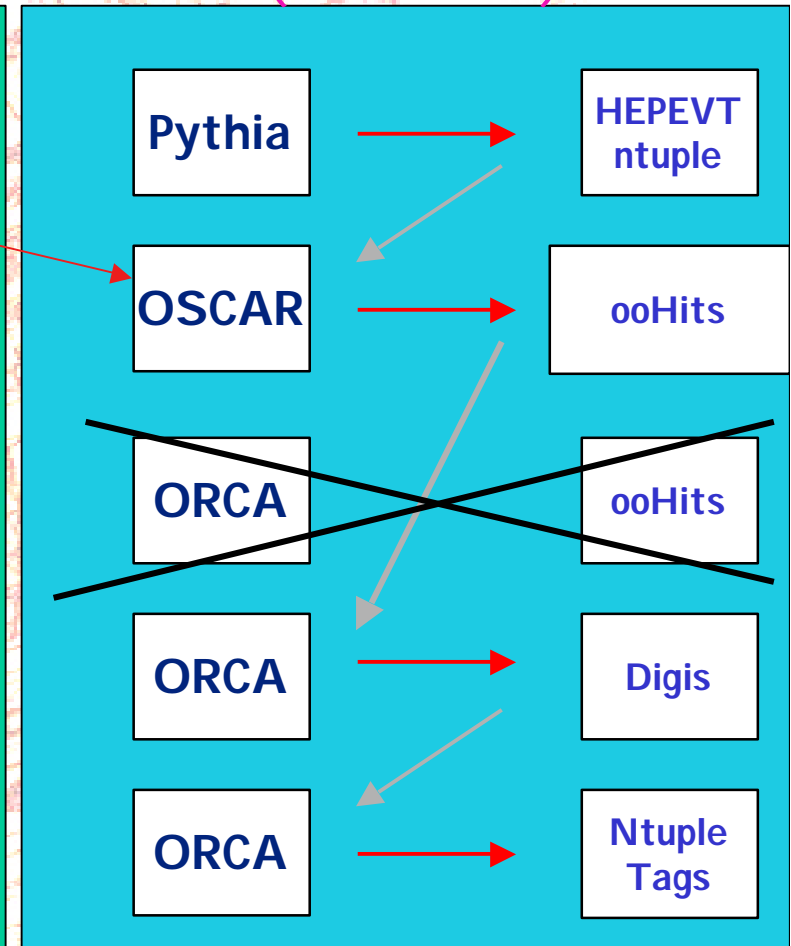 Pythia
HEPEVT
ntuple
OSCAR
ooHits
ORCA
ooHits
ORCA
Digis
ORCA
Ntuple
Tags